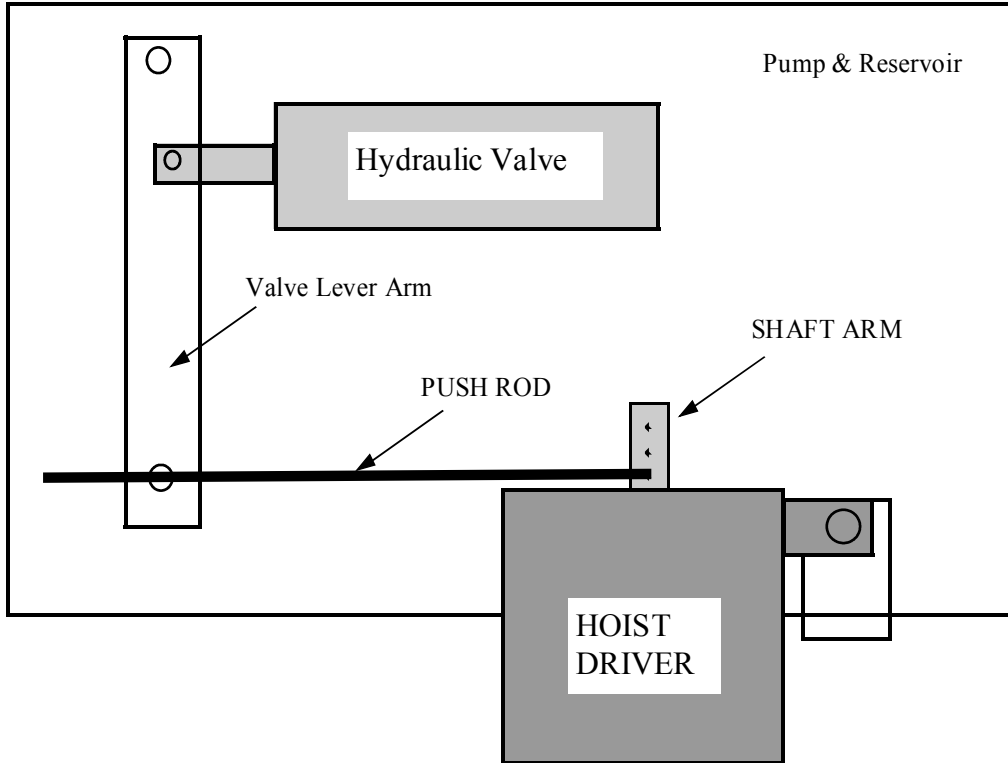 Pump & Reservoir
Hydraulic Valve
Valve Lever Arm
SHAFT ARM
PUSH ROD
HOIST
DRIVER